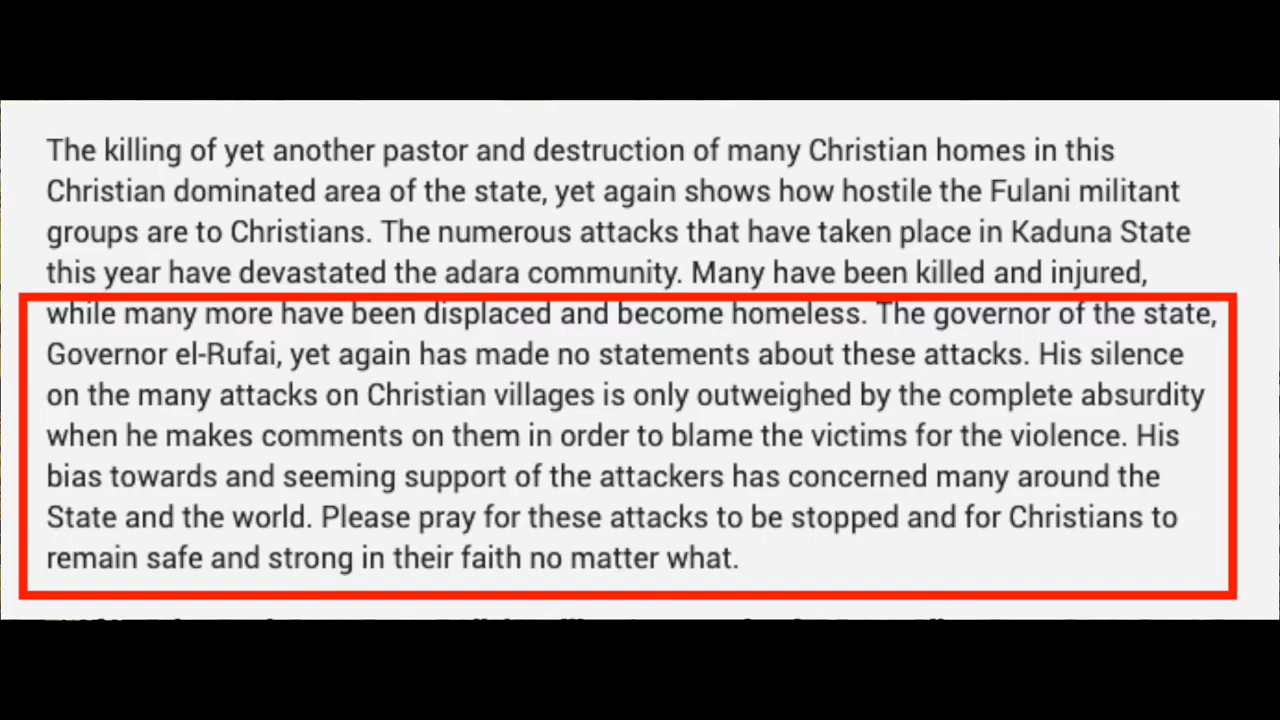 The killing of yet another pastor and destruction of many Christian homes in this
Christian dominated area of the state, yet again shows how hostile the Fulani militant
groups are to Christians. The numerous attacks that have taken place in Kaduna State
this year have devastated the adara community. Many have been killed and injured,
while many more have been displaced and become homeless. The governor of the state,
Governor el-Rufai, yet again has made no statements about these attacks. His silence
on the many attacks on Christian villages is only outweighed by the complete absurdity
when he makes comments on them in order to blame the victims for the violence. His
bias towards and seeming support of the attackers has concerned many around the
State and the world. Please pray for these attacks to be stopped and for Christians to
remain safe and strong in their faith no matter what.